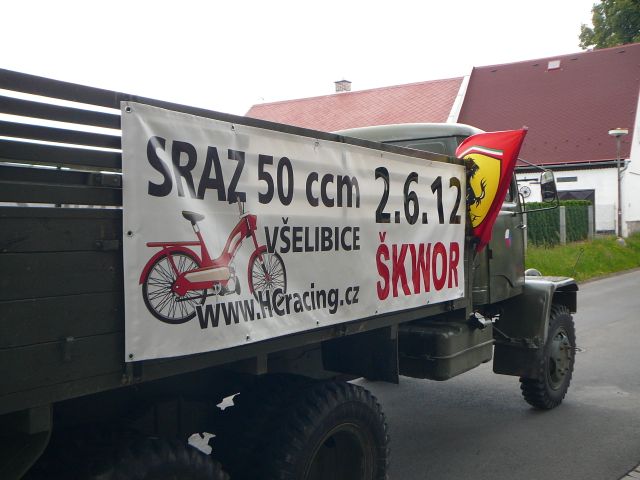 SRAZ 50 ccm 2.6.12
VŠELIBICE
ŠKWOR
www.HCracing.cz